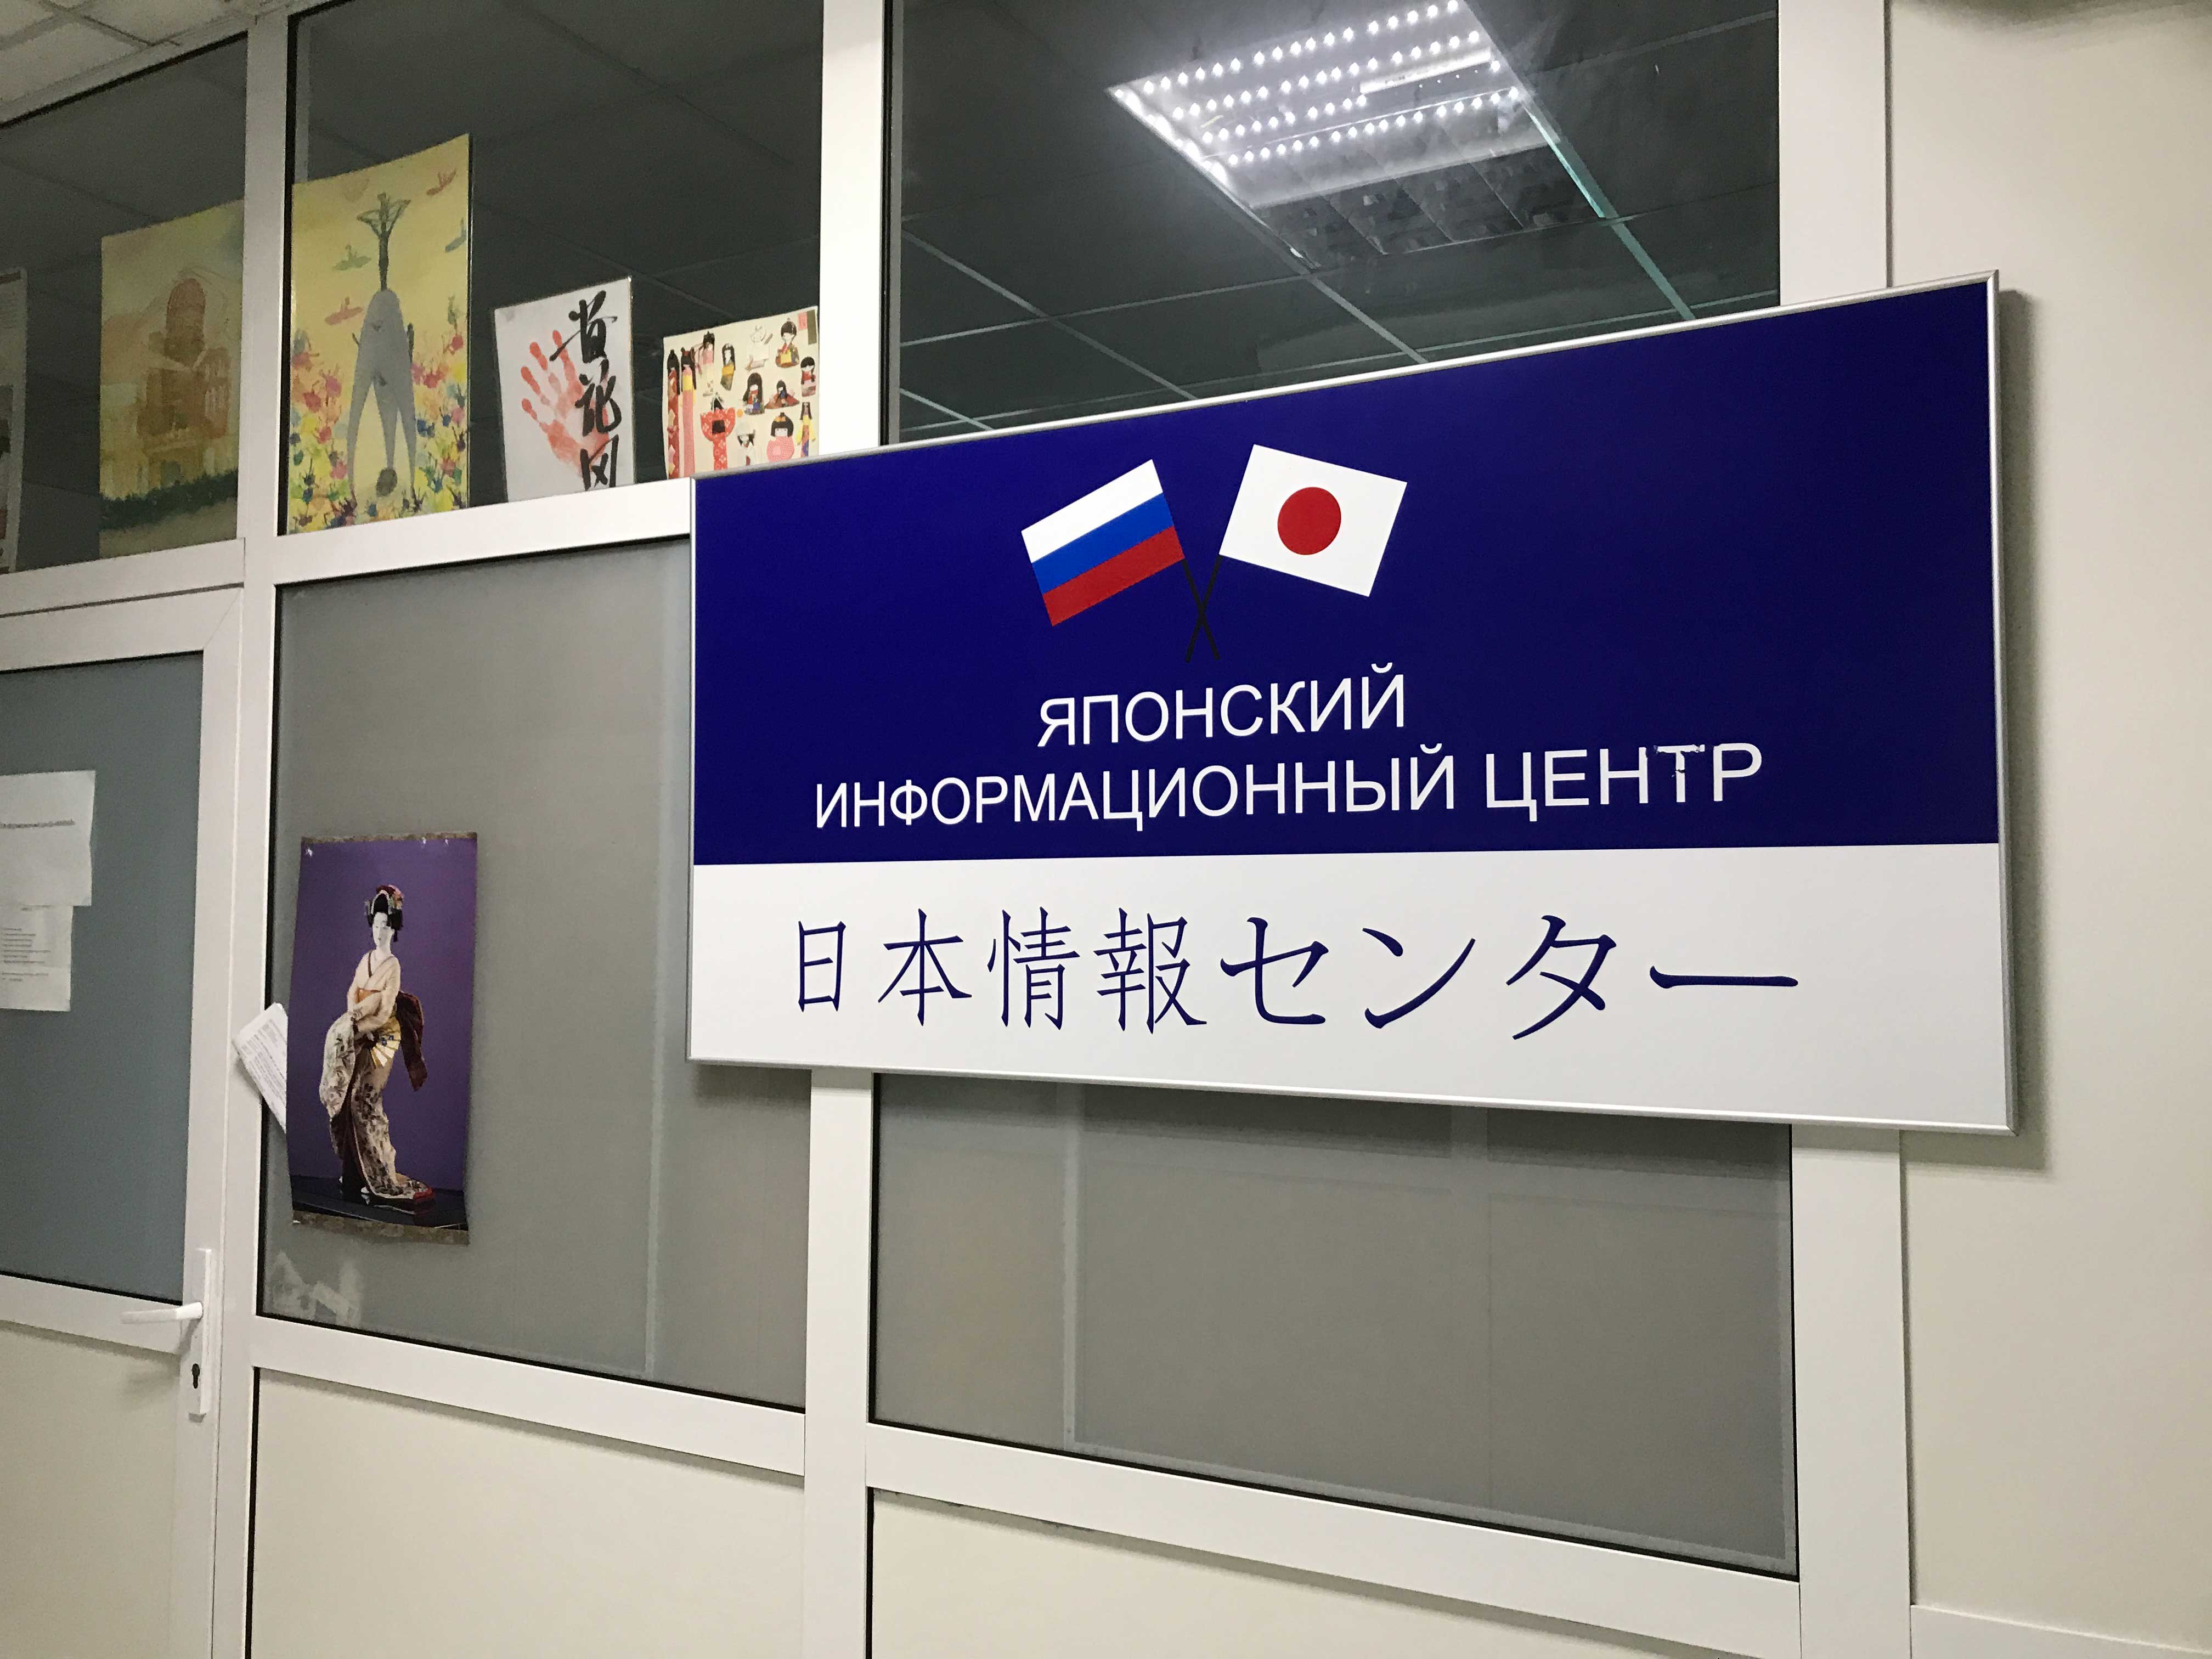 ЯПОНСКИЙ
ИНФОРМАЦИОННЫЙ ЦЕНТР
日本情報センター